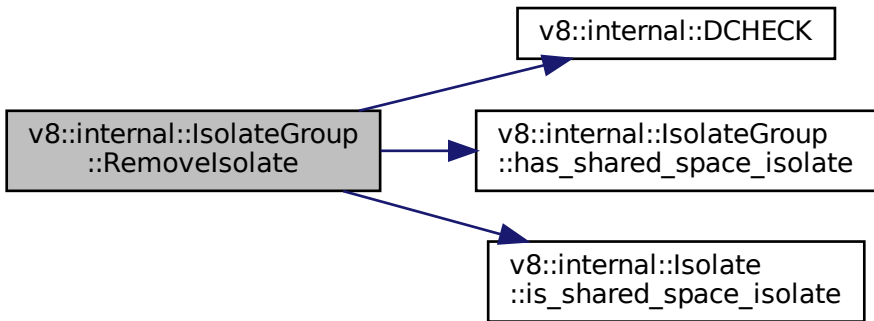 v8::internal::IsolateGroup
::RemoveIsolate
v8::internal::DCHECK
v8::internal::IsolateGroup
::has_shared_space_isolate
v8::internal::Isolate
::is_shared_space_isolate